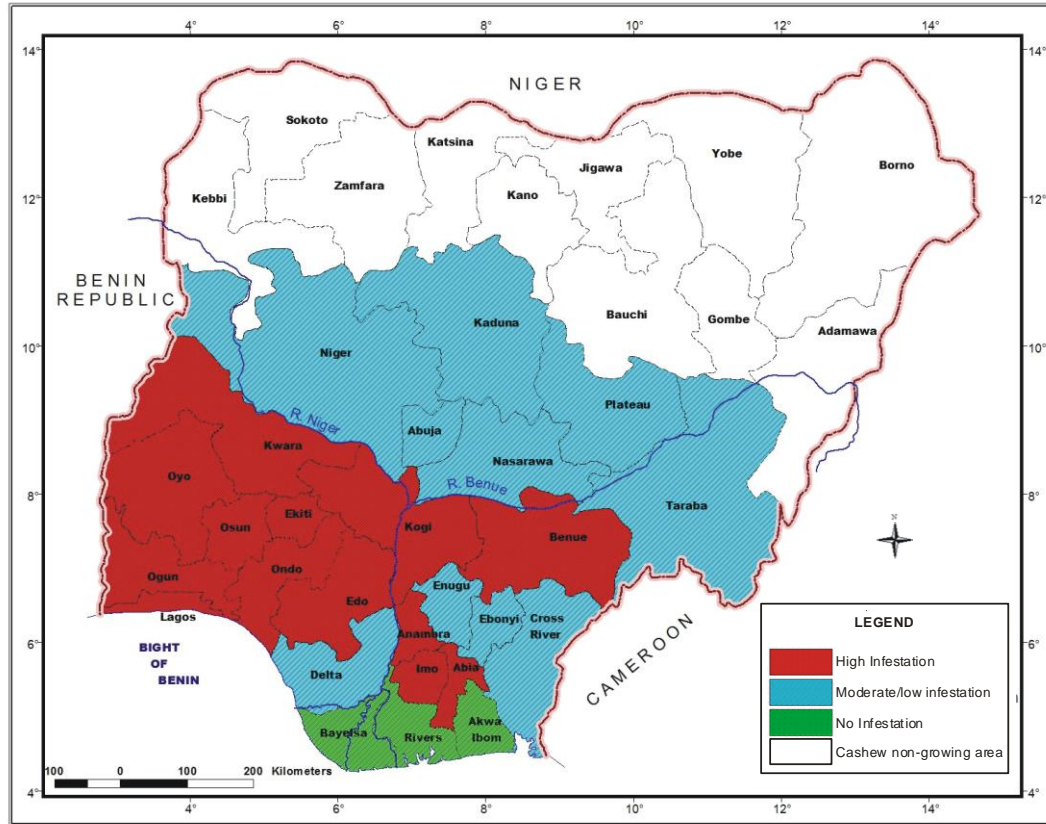 4° 6° 8° 10° 12° 14°
14° 14°
NIGER
Sokoto
Katsina
Yobe
Jigawa
Borno
Zamfara
Kano
Kebbi
12° 12°
BENIN
REPUBLIC
Bauchi
Gombe
Kaduna
Adamawa
Niger
10° 10°
Plateau
R. Niger
Abuja
Kwara
Nasarawa
Oyo
R. Benue
Taraba
8° 8°
Ekiti
Osun
Kogi
Benue
Ogun
Ondo
Enugu
Edo
Lagos
Ebonyi
Cross
River
Anambra
6° 6°
BIGHT
OF
BENIN
Delta
Imo
Abia
CAMEROON
Bayelsa
Rivers
Akwa
Ibom
100 0 100 200 Kilometers
4° 4°
4° 6° 8° 10° 12° 14°
LEGEND
High Infestation
Moderate/low infestation
No Infestation
Cashew non-growing area